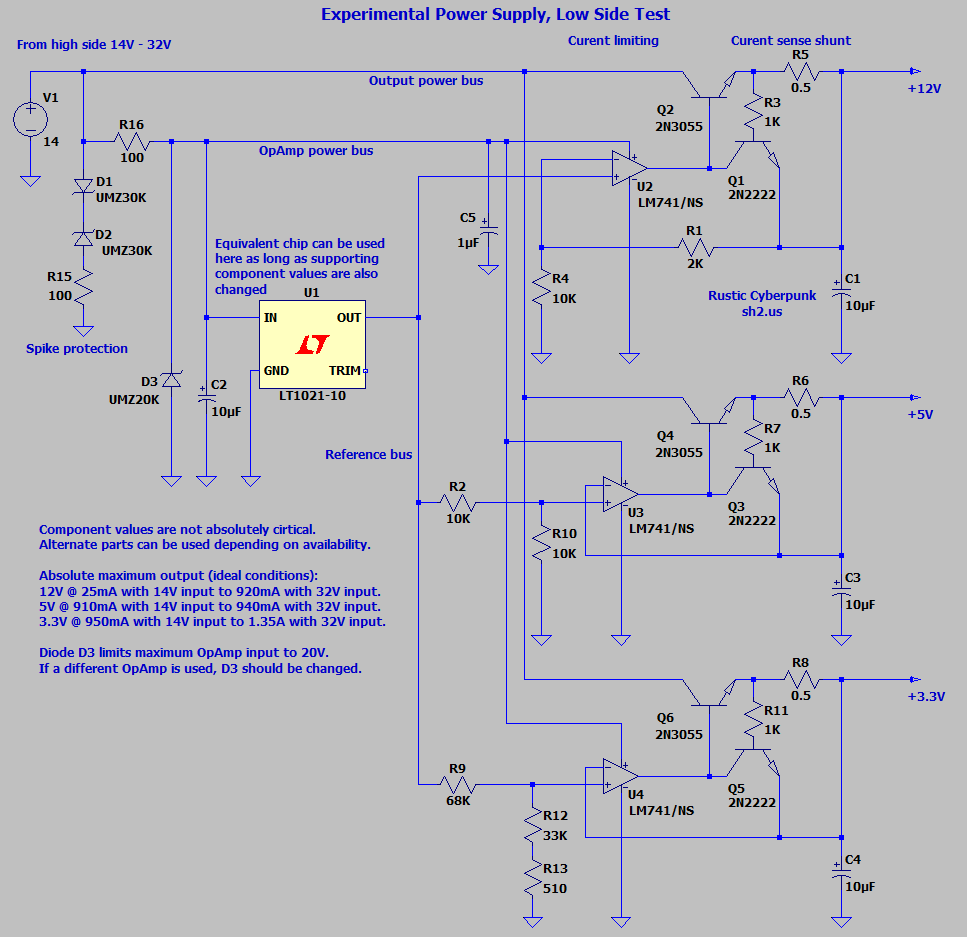 Experimental Power Supply, Low Side Test
From high side 14V - 32V
Curent limiting
Curent sense shunt
Output power bus
V1
14
R16
100
OpAmp power bus
D1
UMZ30K
D2
UMZ30K
R15
100
Spike protection
Equivalent chip can be used
here as long as supporting
component values are also
changed
U1
IN
OUT
GND
TRIM
LT1021-10
D3
UMZ20K
C2
10µF
C5
1µF
Reference bus
Q2
2N3055
R5
0.5
R3
1K
+12V
U2
LM741/NS
Q1
2N2222
R1
2K
R4
10K
C1
10µF
Rustic Cyberpunk
sh2.us
Q4
2N3055
R6
0.5
R7
1K
+5V
R2
10K
U3
LM741/NS
Q3
2N2222
R10
10K
C3
10µF
Component values are not absolutely cirtical.
Alternate parts can be used depending on availability.
Absolute maximum output (ideal conditions):
12V @ 25mA with 14V input to 920mA with 32V input.
5V @ 910mA with 14V input to 940mA with 32V input.
3.3V @ 950mA with 14V input to 1.35A with 32V input.
Diode D3 limits maximum OpAmp input to 20V.
If a different OpAmp is used, D3 should be changed.
Q6
2N3055
R8
0.5
R11
1K
+3.3V
R9
68K
U4
LM741/NS
Q5
2N2222
R12
33K
R13
510
C4
10µF